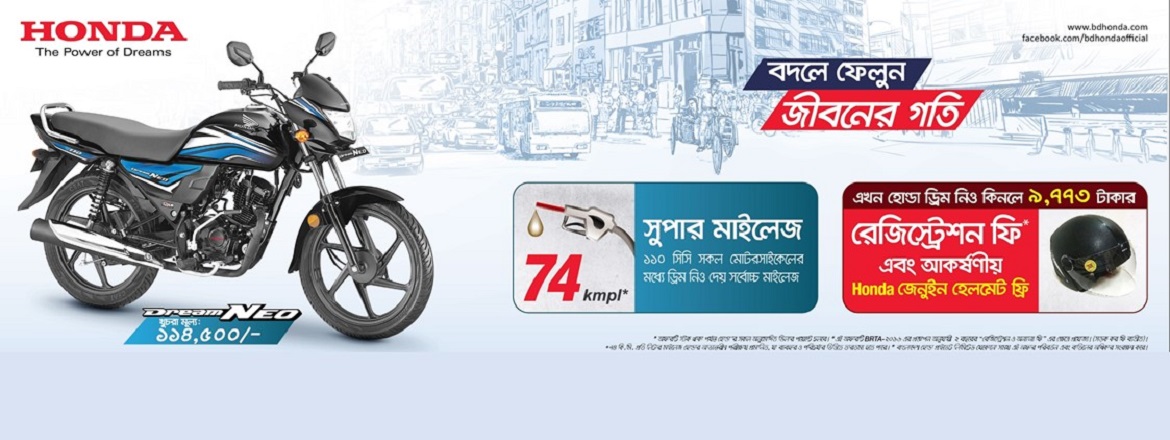 HONDA
The Power of Dreams
www.bdhonda.com
facebook.com/bdhondaofficial
বদলে ফেলুন
জীবনের গতি
Dream NEO
খুচরা মূল্য:
১১৪,৫০০/-
74 kmpl*
সুপার মাইলেজ
১১০ সিসি সকল মোটরসাইকেলের
মধ্যে ড্রিম নিও দেয় সর্বোচ্চ মাইলেজ
এখন হোন্ডা ড্রিম নিও কিনলে ৯,৭৭৩ টাকার
রেজিস্ট্রেশন ফি*
এবং আকর্ষণীয়
Honda জেনুইন হেলমেট ফ্রি